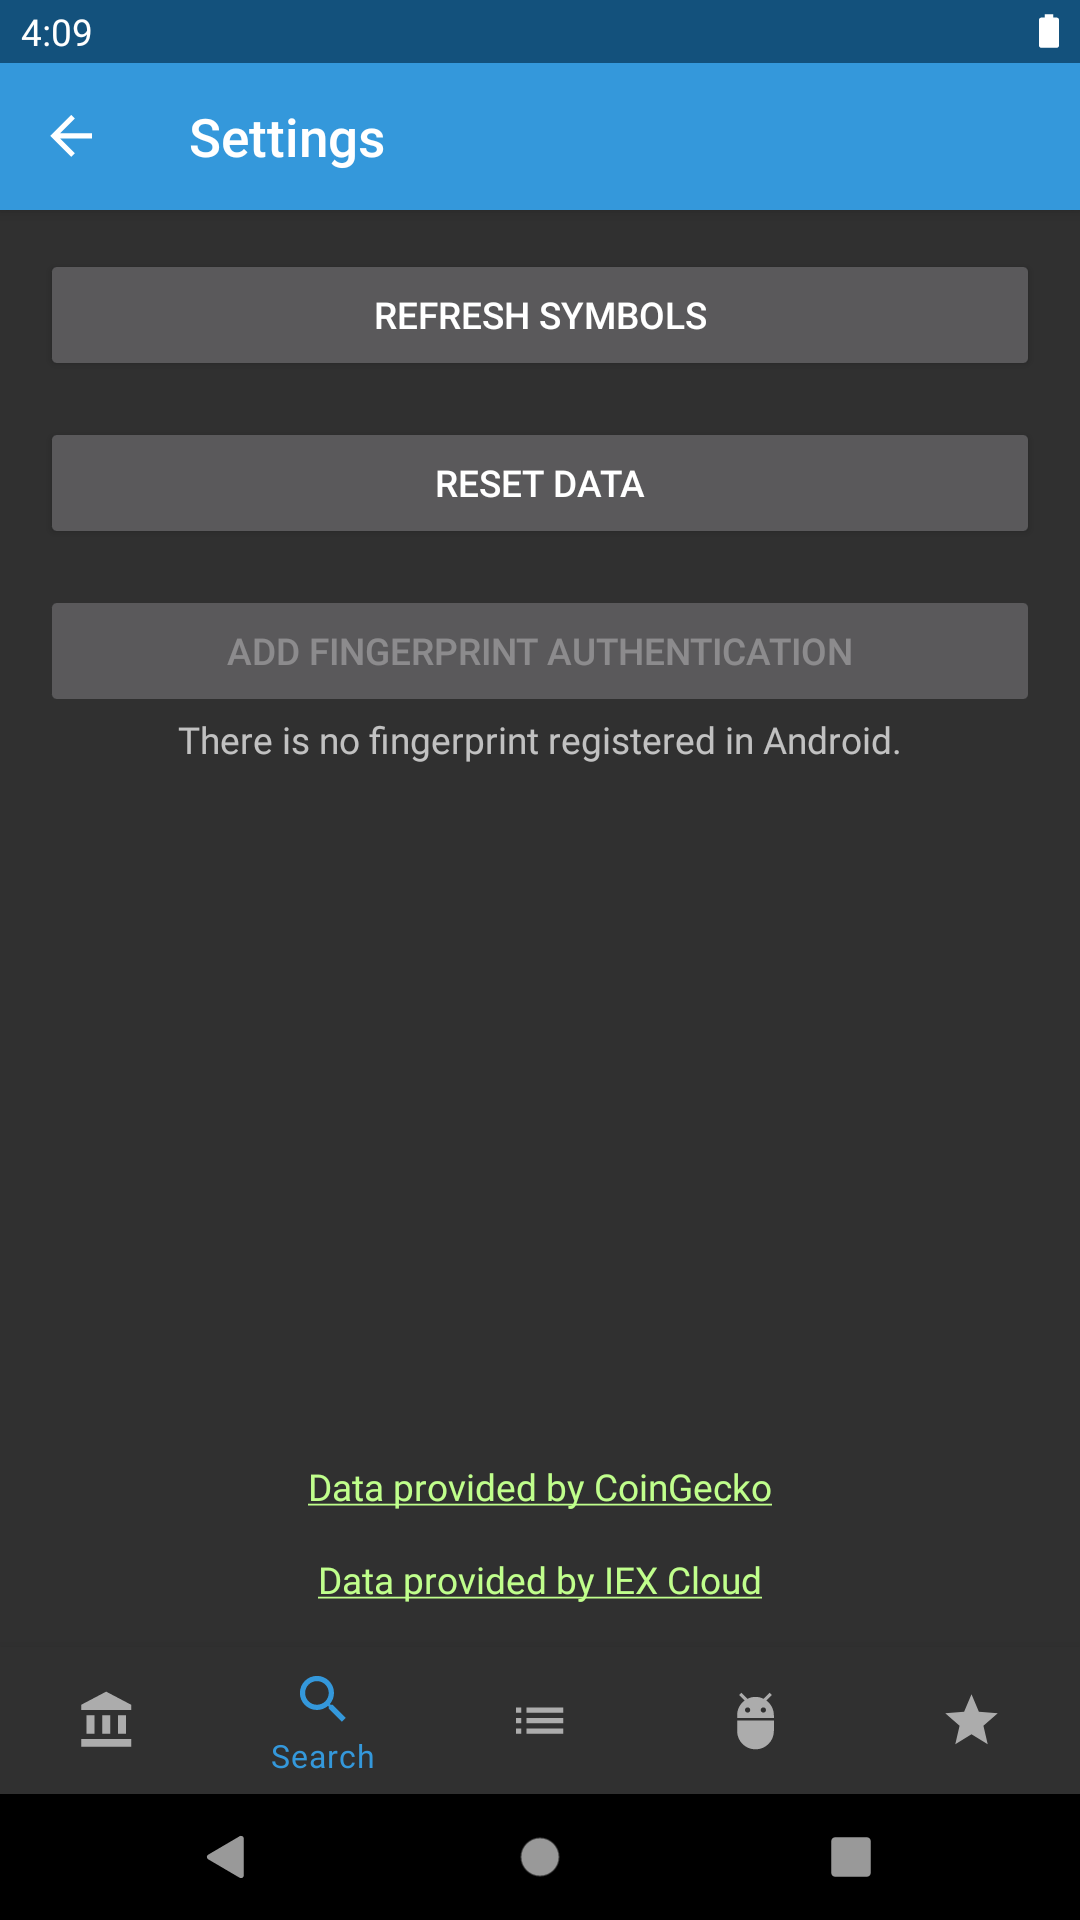 4:09
Settings
REFRESH SYMBOLS
RESET DATA
ADD FINGERPRINT AUTHENTICATION
There is no fingerprint registered in Android.
Data provided by CoinGecko
Data provided by IEX Cloud
Search